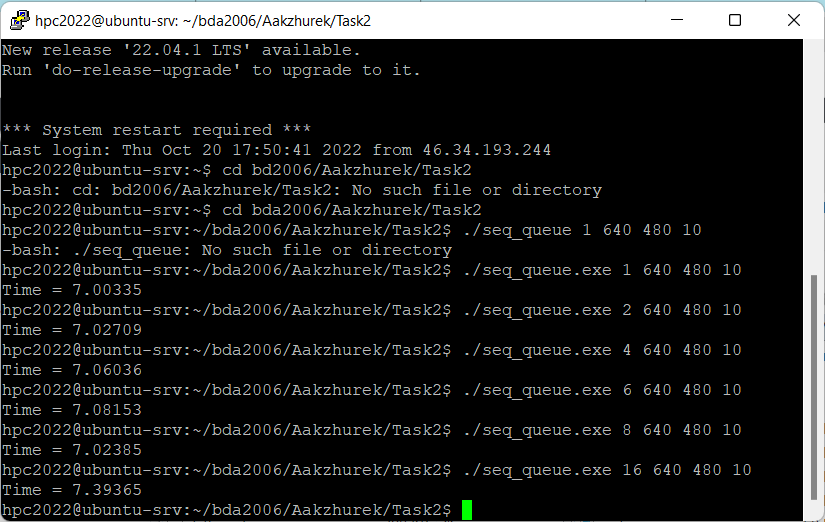 hpc2022@ubuntu-srv: ~/bda2006/Aakzhurek/Task2
New release '22.04.1 LTS' available.
Run 'do-release-upgrade' to upgrade to it.
*** System restart required ***
Last login: Thu Oct 20 17:50:41 2022 from 46.34.193.244
hpc2022@ubuntu-srv:~$ cd bd2006/Aakzhurek/Task2
-bash: cd: bd2006/Aakzhurek/Task2: No such file or directory
hpc2022@ubuntu-srv:~$ cd bda2006/Aakzhurek/Task2
hpc2022@ubuntu-srv:~/bda2006/Aakzhurek/Task2$ ./seq_queue 1 640 480 10
-bash: ./seq_queue: No such file or directory
hpc2022@ubuntu-srv:~/bda2006/Aakzhurek/Task2$ ./seq_queue.exe 1 640 480 10
Time = 7.00335
hpc2022@ubuntu-srv:~/bda2006/Aakzhurek/Task2$ ./seq_queue.exe 2 640 480 10
Time = 7.02709
hpc2022@ubuntu-srv:~/bda2006/Aakzhurek/Task2$ ./seq_queue.exe 4 640 480 10
Time = 7.06036
hpc2022@ubuntu-srv:~/bda2006/Aakzhurek/Task2$ ./seq_queue.exe 6 640 480 10
Time = 7.08153
hpc2022@ubuntu-srv:~/bda2006/Aakzhurek/Task2$ ./seq_queue.exe 8 640 480 10
Time = 7.02385
hpc2022@ubuntu-srv:~/bda2006/Aakzhurek/Task2$ ./seq_queue.exe 16 640 480 10
Time = 7.39365
hpc2022@ubuntu-srv:~/bda2006/Aakzhurek/Task2$